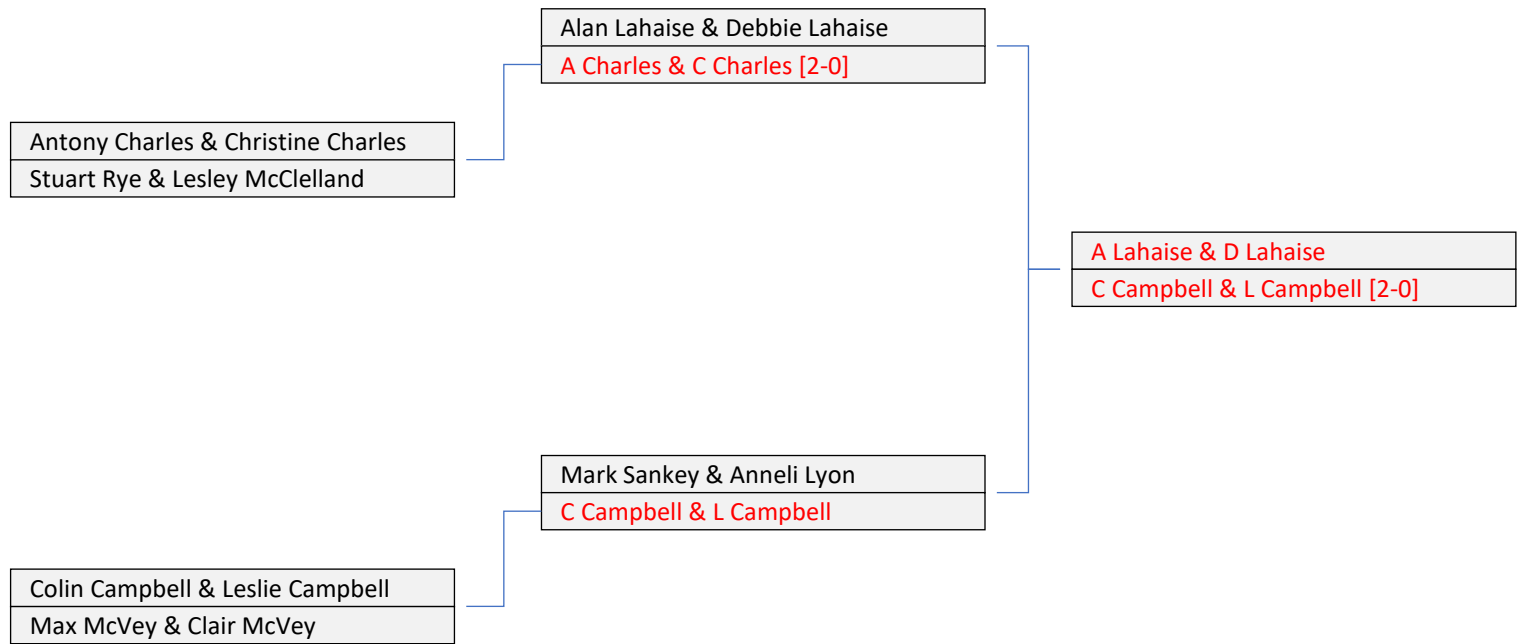 Alan Lahaise & Debbie Lahaise
A Charles & C Charles [2-0]
Antony Charles & Christine Charles
Stuart Rye & Lesley McClelland
A Lahaise & D Lahaise
C Campbell & L Campbell [2-0]
Mark Sankey & Anneli Lyon
C Campbell & L Campbell
Colin Campbell & Leslie Campbell
Max McVey & Clair McVey